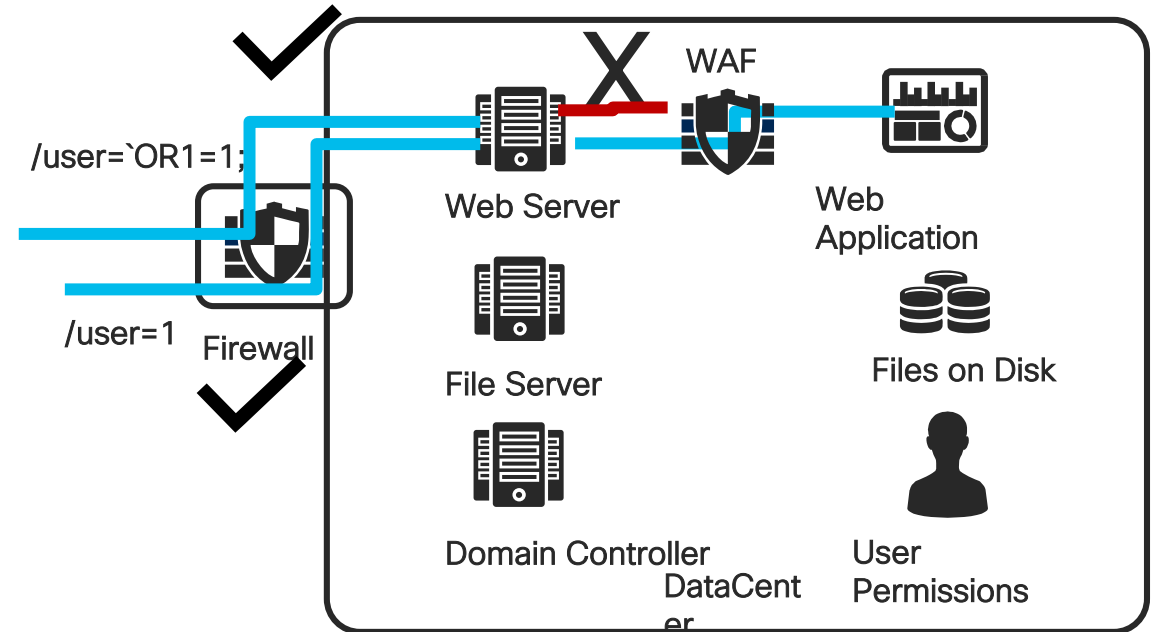 WAF
/user=`OR1=1;
Web Server
Web
Application
/user=1
Firewall
File Server
Files on Disk
Domain Controller
User
Permissions
DataCent
er